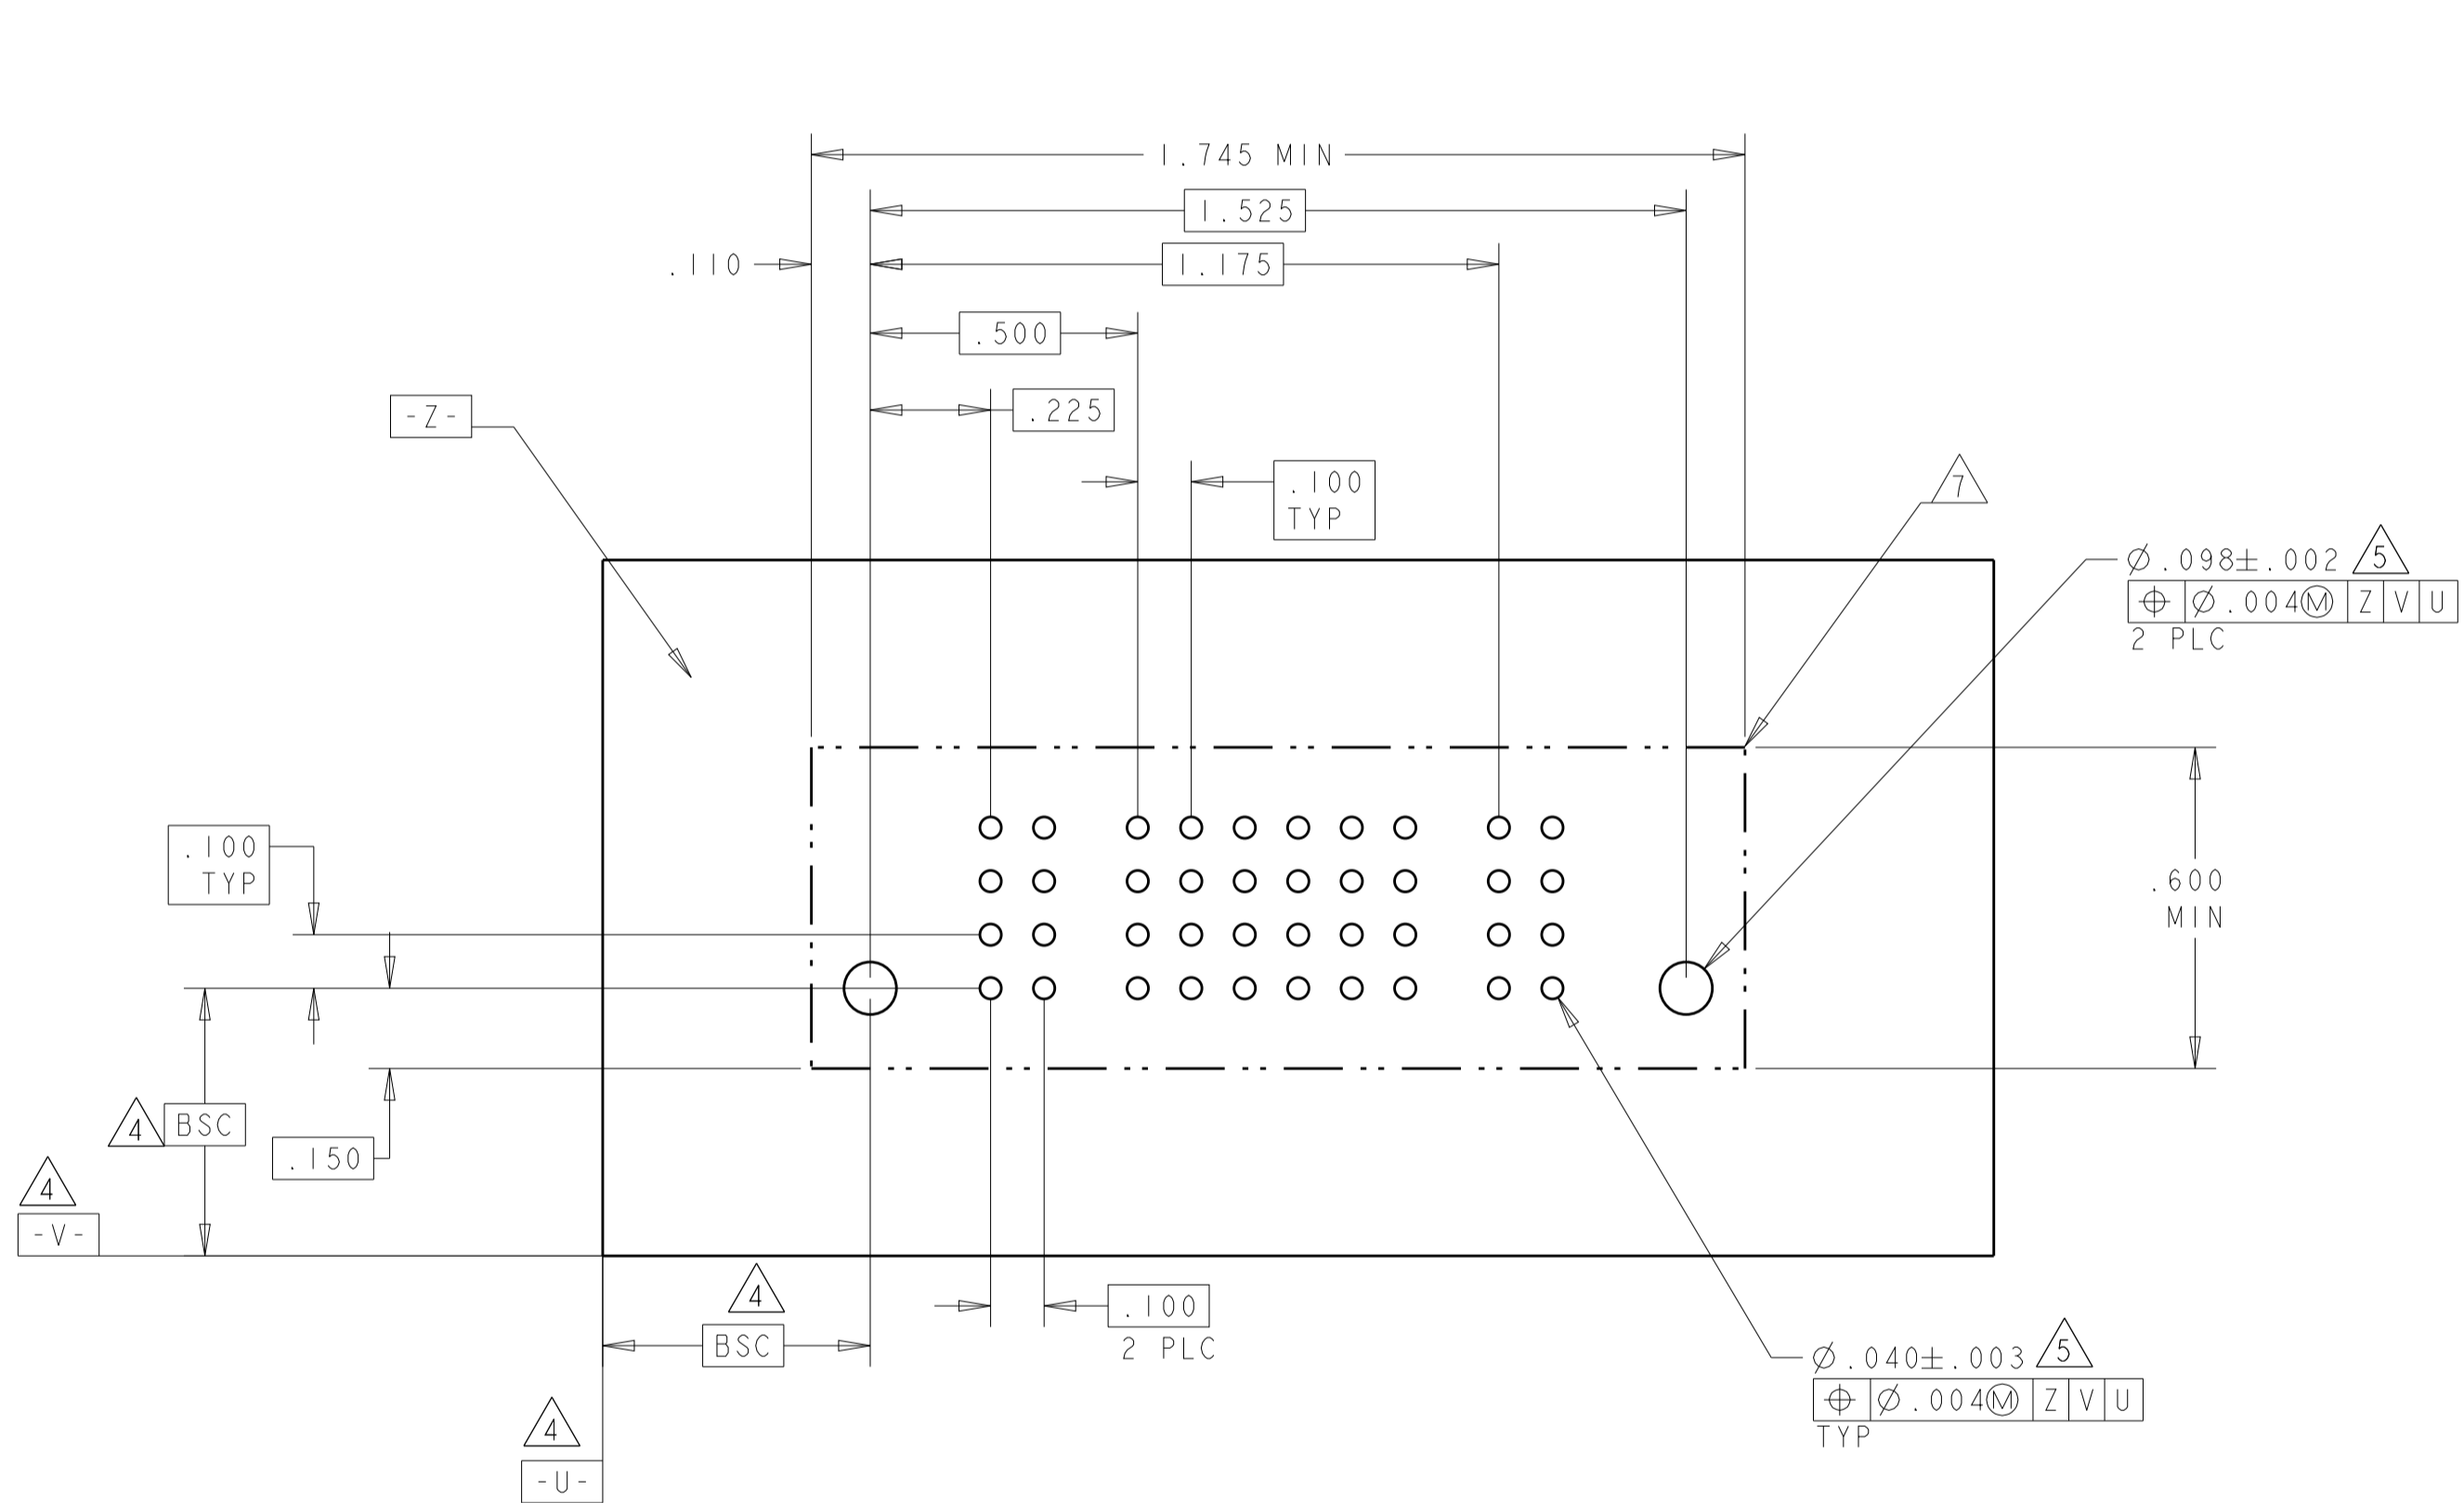 1.745 MIN
1.525
.110
1.175
.500
-Z-
.225
.100
TYP
7
⌀.098±.002 5
⌖ ⌀.004Ⓜ Z V U
2 PLC
.100
TYP
.600
MIN
4 BSC
.150
4
-V-
4
BSC
.100
2 PLC
⌀.040±.003 5
⌖ ⌀.004Ⓜ Z V U
TYP
4
-U-